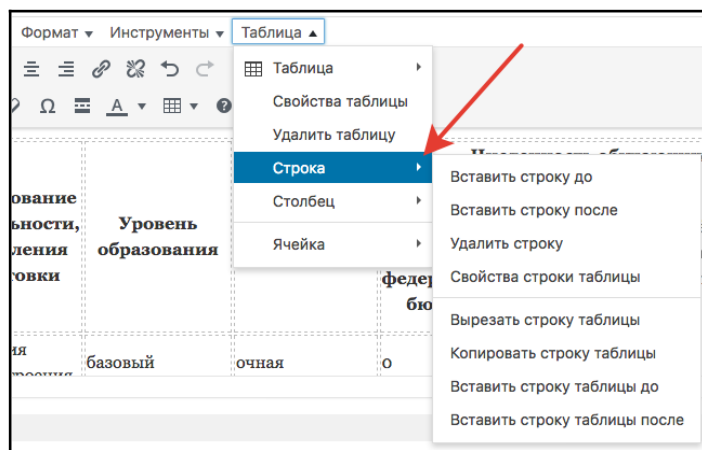 Формат Инструменты Таблица
Ω A
Таблица
Свойства таблицы
Удалить таблицу
Строка
Столбец
Ячейка
Вставить строку до
Вставить строку после
Удалить строку
Свойства строки таблицы
Вырезать строку таблицы
Копировать строку таблицы
Вставить строку таблицы до
Вставить строку таблицы после
Уровень
образования
базовый
очная